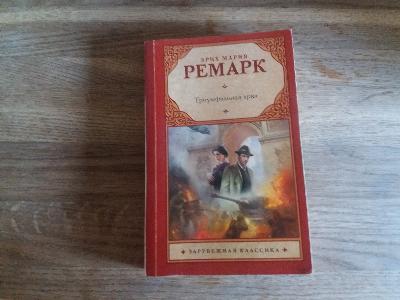 ЭРИХ МАРИЯ
РЕМАРК
Триумфальная арка
ЗАРУБЕЖНАЯ КЛАССИКА